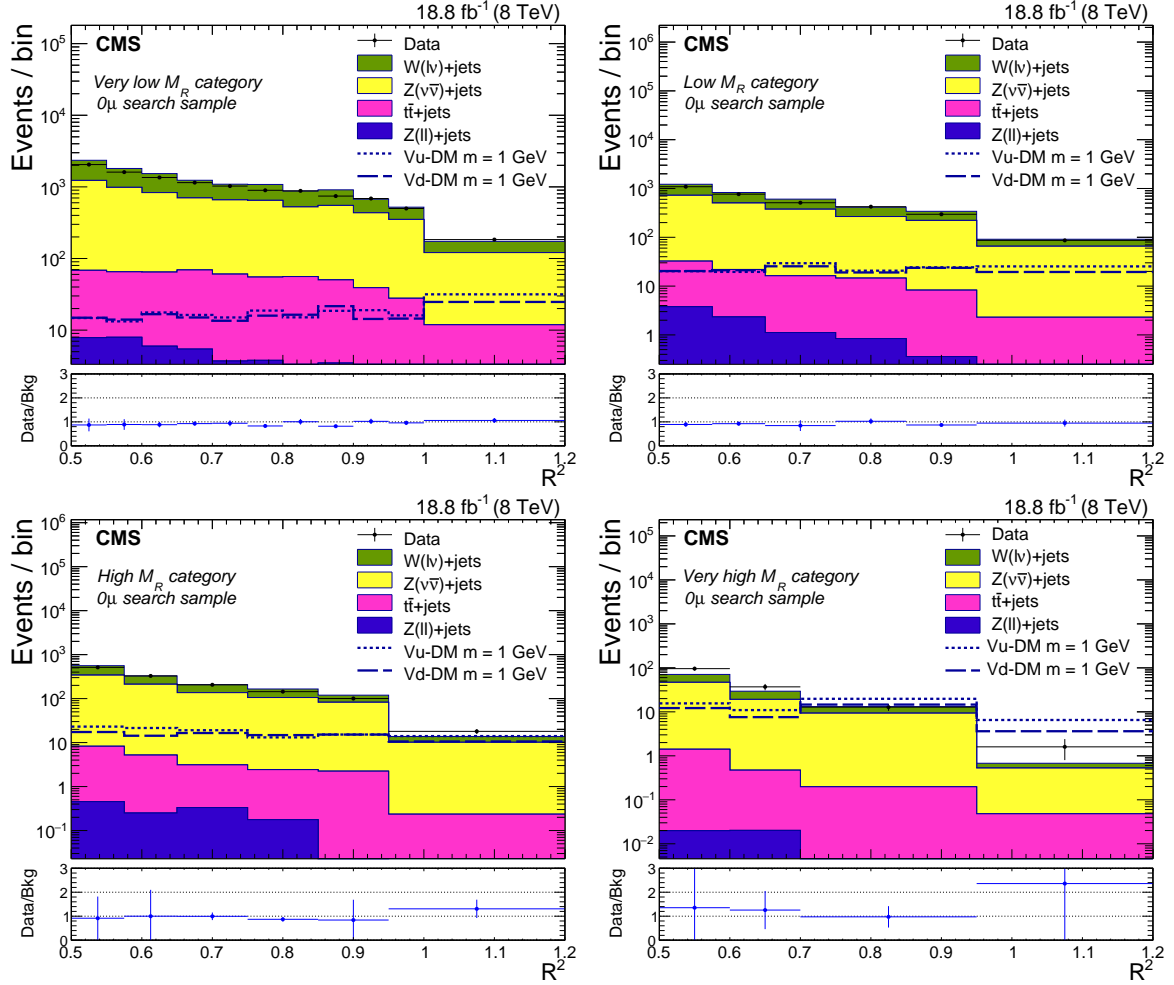 18.8 fb⁻¹ (8 TeV)
Events / bin
CMS
Very low M_R category
0μ search sample
Data
W(lν)+jets
Z(νν̄)+jets
tt̄+jets
Z(ll)+jets
Vu-DM m = 1 GeV
Vd-DM m = 1 GeV
10⁵
10⁴
10³
10²
10
Data/Bkg
3
2
1
0
0.5 0.6 0.7 0.8 0.9 1 1.1 1.2
R²
18.8 fb⁻¹ (8 TeV)
Events / bin
CMS
Low M_R category
0μ search sample
Data
W(lν)+jets
Z(νν̄)+jets
tt̄+jets
Z(ll)+jets
Vu-DM m = 1 GeV
Vd-DM m = 1 GeV
10⁶
10⁵
10⁴
10³
10²
10
1
Data/Bkg
3
2
1
0
0.5 0.6 0.7 0.8 0.9 1 1.1 1.2
R²
18.8 fb⁻¹ (8 TeV)
Events / bin
CMS
High M_R category
0μ search sample
Data
W(lν)+jets
Z(νν̄)+jets
tt̄+jets
Z(ll)+jets
Vu-DM m = 1 GeV
Vd-DM m = 1 GeV
10⁶
10⁵
10⁴
10³
10²
10
1
10⁻¹
Data/Bkg
3
2
1
0
0.5 0.6 0.7 0.8 0.9 1 1.1 1.2
R²
18.8 fb⁻¹ (8 TeV)
Events / bin
CMS
Very high M_R category
0μ search sample
Data
W(lν)+jets
Z(νν̄)+jets
tt̄+jets
Z(ll)+jets
Vu-DM m = 1 GeV
Vd-DM m = 1 GeV
10⁵
10⁴
10³
10²
10
1
10⁻¹
10⁻²
Data/Bkg
3
2
1
0
0.5 0.6 0.7 0.8 0.9 1 1.1 1.2
R²